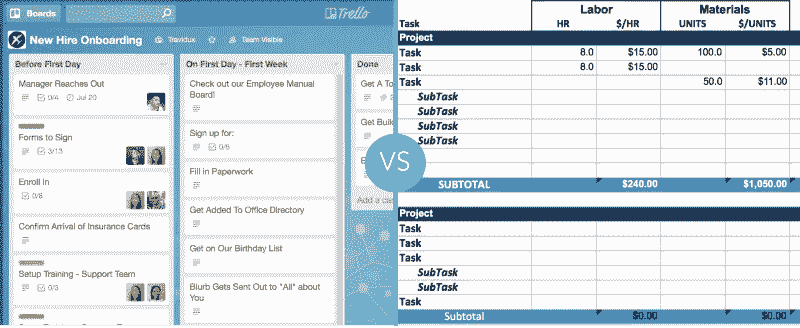 Boards
Trello
New Hire Onboarding
Travidux
Team Visible
Before First Day
Manager Reaches Out
0/4
Jul 20
Forms to Sign
3/13
Enroll in
0/8
Confirm Arrival of Insurance Cards
Setup Training - Support Team
0/3
On First Day - First Week
Check out our Employee Manual
Board!
Sign up for:
0/6
Fill in Paperwork
Get Added To Office Directory
Get on Our Birthday List
Blurb Gets Sent Out to "All" about
You
Done
Get A To
Get Buil
Add a ca
VS
Labor Materials
Task HR $/HR UNITS $/UNITS
Project
Task 8.0 $15.00 100.0 $5.00
Task 8.0 $15.00
Task 50.0 $11.00
SubTask
SubTask
SubTask
SubTask
SUBTOTAL $240.00 $1,050.00
Project
Task
Task
Task
SubTask
SubTask
Task
Subtotal $0.00 $0.00